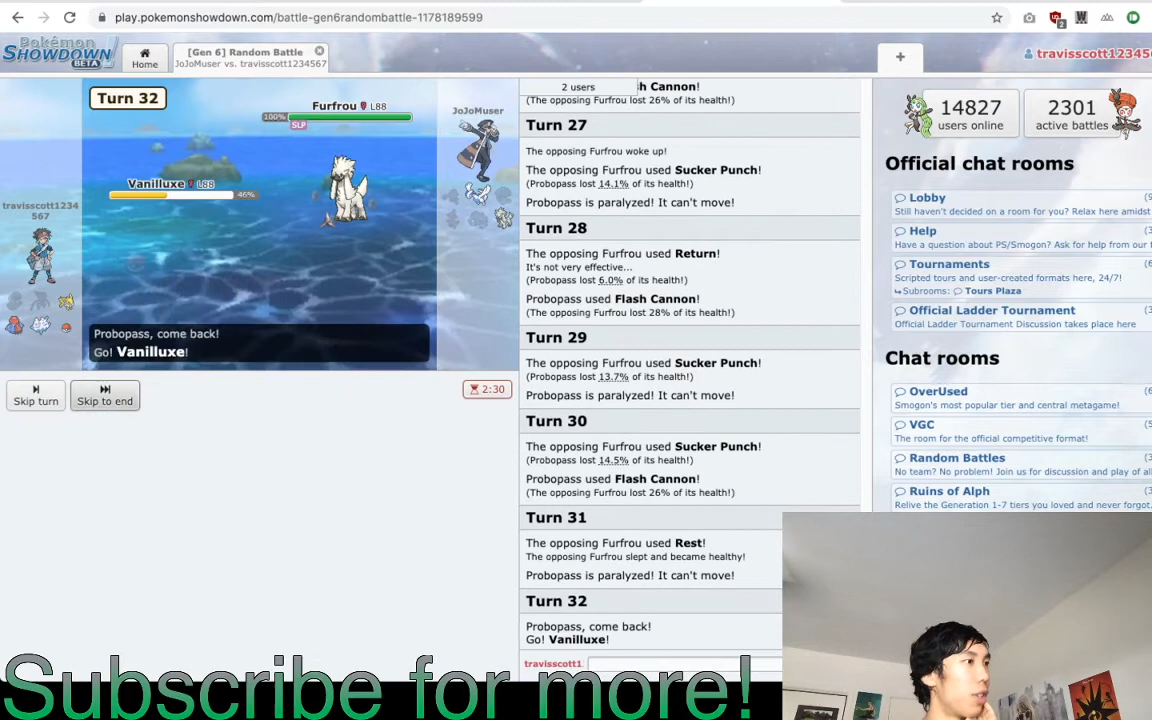 play.pokemonshowdown.com/battle-gen6randombattle-1178189599
Pokémon
SHOWDOWN
BETA
Home
[Gen 6] Random Battle
JoJoMuser vs. travisscott1234567
+
travisscott12345
Turn 32
Furfrou L88
100%
SLP
JoJoMuser
Vanilluxe L88
46%
travisscott1234
567
Probopass, come back!
Go! Vanilluxe!
Skip turn
Skip to end
2:30
2 users
h Cannon!
(The opposing Furfrou lost 26% of its health!)
Turn 27
The opposing Furfrou woke up!
The opposing Furfrou used Sucker Punch!
(Probopass lost 14.1% of its health!)
Probopass is paralyzed! It can't move!
Turn 28
The opposing Furfrou used Return!
It's not very effective...
(Probopass lost 6.0% of its health!)
Probopass used Flash Cannon!
(The opposing Furfrou lost 28% of its health!)
Turn 29
The opposing Furfrou used Sucker Punch!
(Probopass lost 13.7% of its health!)
Probopass is paralyzed! It can't move!
Turn 30
The opposing Furfrou used Sucker Punch!
(Probopass lost 14.5% of its health!)
Probopass used Flash Cannon!
(The opposing Furfrou lost 26% of its health!)
Turn 31
The opposing Furfrou used Rest!
The opposing Furfrou slept and became healthy!
Probopass is paralyzed! It can't move!
Turn 32
Probopass, come back!
Go! Vanilluxe!
travisscott1
14827
users online
2301
active battles
Official chat rooms
Lobby
Still haven't decided on a room for you? Relax here amidst
Help
Have a question about PS/Smogon? Ask for help from our
Tournaments
Scripted tours and user-created formats here, 24/7!
Subrooms: Tours Plaza
Official Ladder Tournament
Official Ladder Tournament Discussion takes place here
Chat rooms
OverUsed
Smogon's most popular tier and central metagame!
VGC
The room for the official competitive format!
Random Battles
No team? No problem! Join us for discussion and play of all
Ruins of Alph
Relive the Generation 1-7 tiers you loved and never forgot.
Subscribe for more!